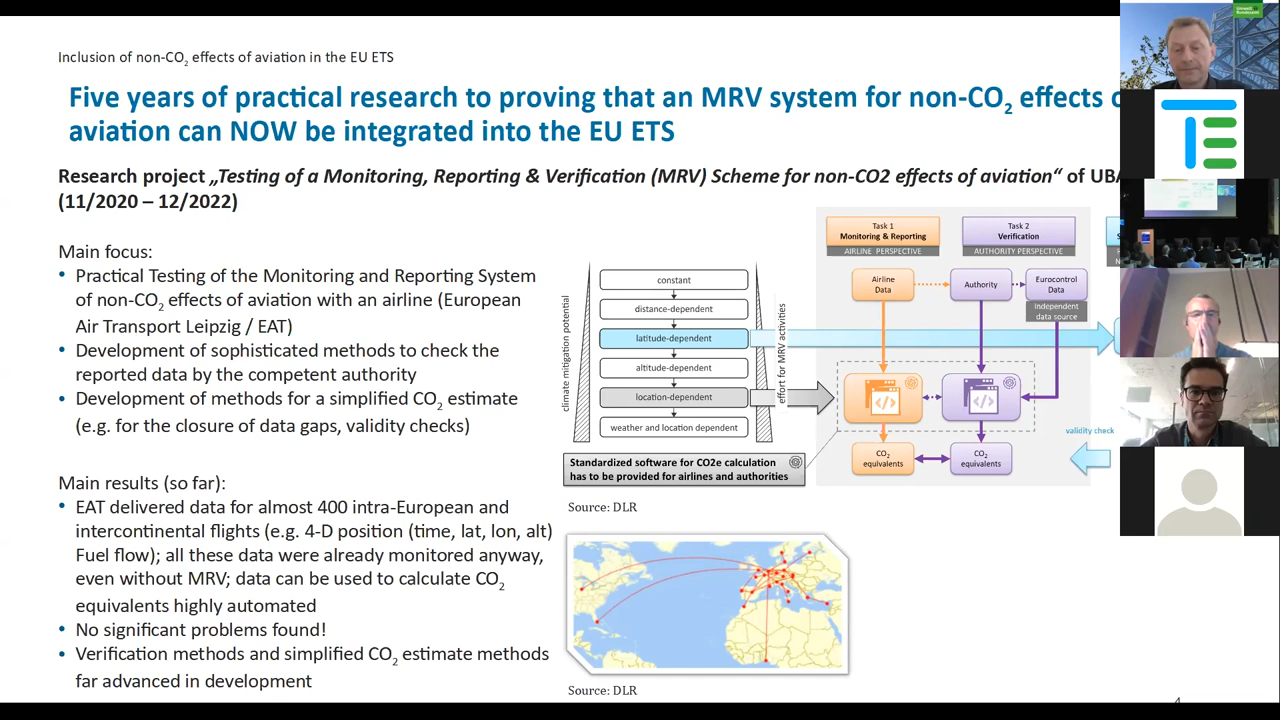 Inclusion of non-CO2 effects of aviation in the EU ETS
Five years of practical research to proving that an MRV system for non-CO2 effects
aviation can NOW be integrated into the EU ETS
Research project „Testing of a Monitoring, Reporting & Verification (MRV) Scheme for non-CO2 effects of aviation“ of
(11/2020 – 12/2022)
Main focus:
• Practical Testing of the Monitoring and Reporting System
of non-CO2 effects of aviation with an airline (European
Air Transport Leipzig / EAT)
• Development of sophisticated methods to check the
reported data by the competent authority
• Development of methods for a simplified CO2 estimate
(e.g. for the closure of data gaps, validity checks)
Main results (so far):
• EAT delivered data for almost 400 intra-European and
intercontinental flights (e.g. 4-D position (time, lat, lon, alt)
Fuel flow); all these data were already monitored anyway,
even without MRV; data can be used to calculate CO2
equivalents highly automated
• No significant problems found!
• Verification methods and simplified CO2 estimate methods
far advanced in development
climate mitigation potential
constant
distance-dependent
latitude-dependent
altitude-dependent
location-dependent
weather and location dependent
effort for MRV activities
Standardized software for CO2e calculation
has to be provided for airlines and authorities
Task 1
Monitoring & Reporting
AIRLINE PERSPECTIVE
Task 2
Verification
AUTHORITY PERSPECTIVE
Airline
Data
Authority
Eurocontrol
Data
Independent
data source
CO2
equivalents
CO2
equivalents
validity check
Source: DLR
Source: DLR
Umwelt
Bundesamt
TE